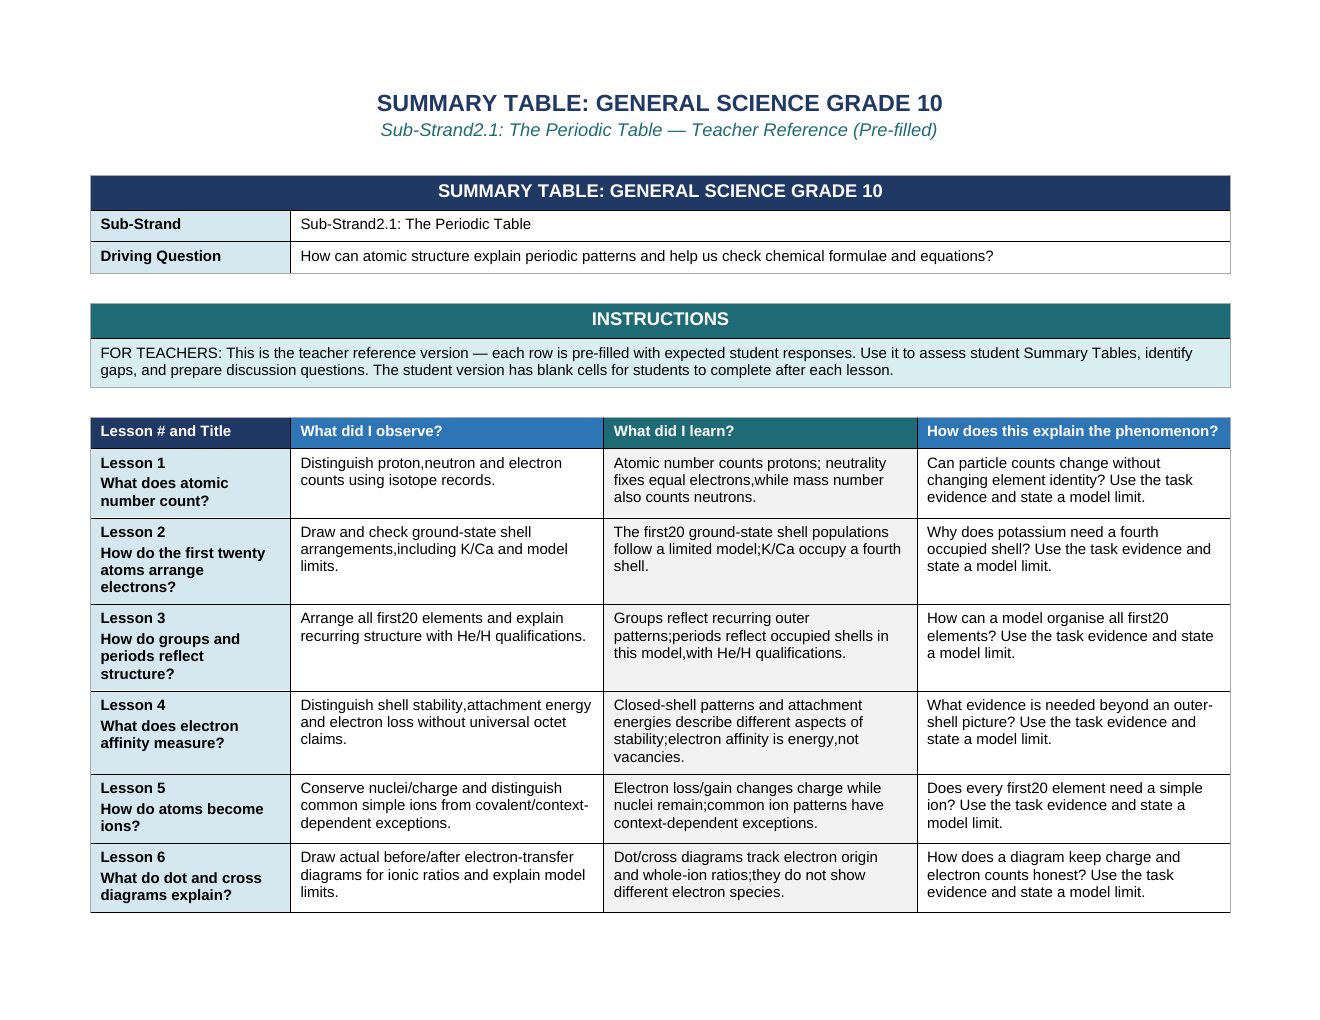 SUMMARY TABLE: GENERAL SCIENCE GRADE 10
Sub-Strand2.1: The Periodic Table — Teacher Reference (Pre-filled)
SUMMARY TABLE: GENERAL SCIENCE GRADE 10
Sub-Strand
Sub-Strand2.1: The Periodic Table
Driving Question
How can atomic structure explain periodic patterns and help us check chemical formulae and equations?
INSTRUCTIONS
FOR TEACHERS: This is the teacher reference version — each row is pre-filled with expected student responses. Use it to assess student Summary Tables, identify
gaps, and prepare discussion questions. The student version has blank cells for students to complete after each lesson.
Lesson # and Title
What did I observe?
What did I learn?
How does this explain the phenomenon?
Lesson 1
What does atomic
number count?
Distinguish proton,neutron and electron
counts using isotope records.
Atomic number counts protons; neutrality
fixes equal electrons,while mass number
also counts neutrons.
Can particle counts change without
changing element identity? Use the task
evidence and state a model limit.
Lesson 2
How do the first twenty
atoms arrange
electrons?
Draw and check ground-state shell
arrangements,including K/Ca and model
limits.
The first20 ground-state shell populations
follow a limited model;K/Ca occupy a fourth
shell.
Why does potassium need a fourth
occupied shell? Use the task evidence and
state a model limit.
Lesson 3
How do groups and
periods reflect
structure?
Arrange all first20 elements and explain
recurring structure with He/H qualifications.
Groups reflect recurring outer
patterns;periods reflect occupied shells in
this model,with He/H qualifications.
How can a model organise all first20
elements? Use the task evidence and state
a model limit.
Lesson 4
What does electron
affinity measure?
Distinguish shell stability,attachment energy
and electron loss without universal octet
claims.
Closed-shell patterns and attachment
energies describe different aspects of
stability;electron affinity is energy,not
vacancies.
What evidence is needed beyond an outer-
shell picture? Use the task evidence and
state a model limit.
Lesson 5
How do atoms become
ions?
Conserve nuclei/charge and distinguish
common simple ions from covalent/context-
dependent exceptions.
Electron loss/gain changes charge while
nuclei remain;common ion patterns have
context-dependent exceptions.
Does every first20 element need a simple
ion? Use the task evidence and state a
model limit.
Lesson 6
What do dot and cross
diagrams explain?
Draw actual before/after electron-transfer
diagrams for ionic ratios and explain model
limits.
Dot/cross diagrams track electron origin
and whole-ion ratios;they do not show
different electron species.
How does a diagram keep charge and
electron counts honest? Use the task
evidence and state a model limit.